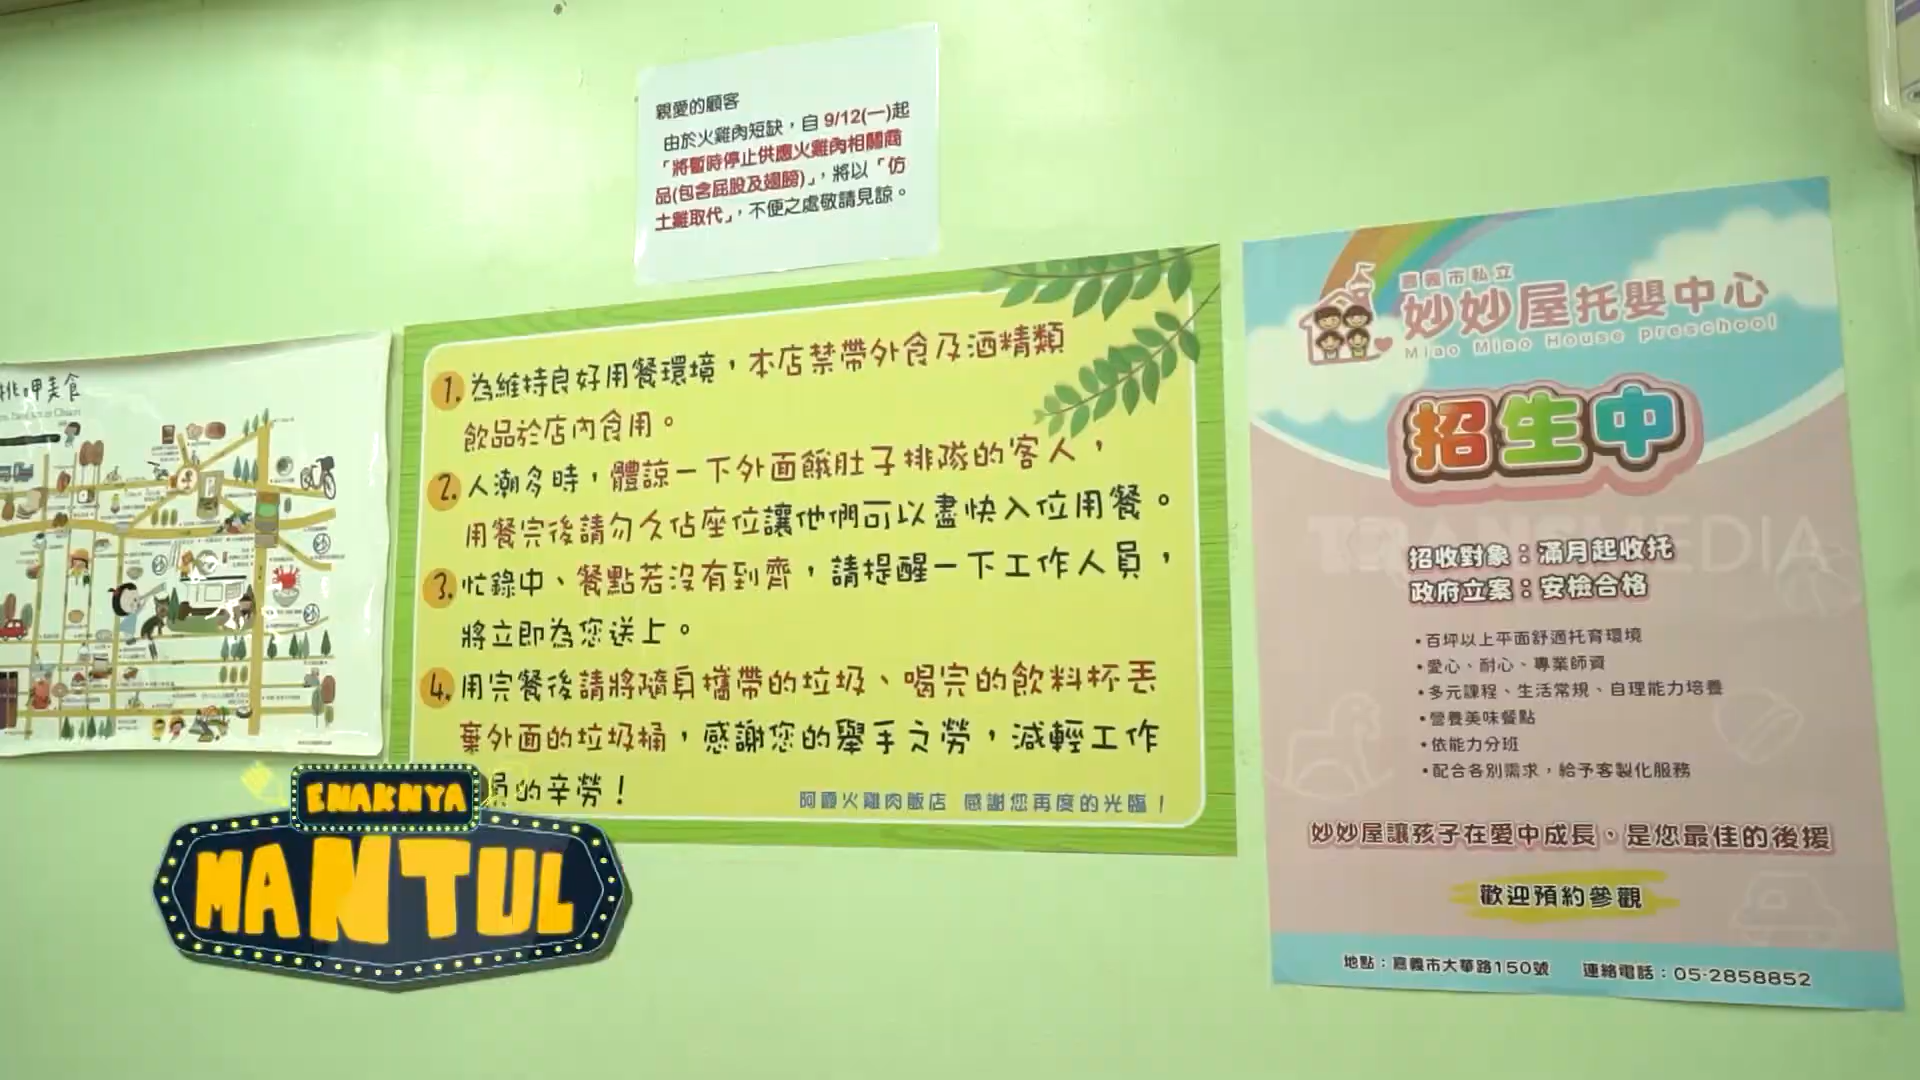 親愛的顧客
由於火雞肉短缺，自 9/12(一)起
「將暫時停止供應火雞肉相關商
品(包含屁股及翅膀)」，將以「仿
土雞取代」，不便之處敬請見諒。
呷美食
1. 為維持良好用餐環境，本店禁帶外食及酒精類
飲品於店內食用。
2. 人潮多時，體諒一下外面餓肚子排隊的客人，
用餐完後請勿久佔座位讓他們可以盡快入位用餐。
3. 忙錄中、餐點若沒有到齊，請提醒一下工作人員，
將立即為您送上。
4. 用完餐後請將隨身攜帶的垃圾、喝完的飲料杯丟
棄外面的垃圾桶，感謝您的舉手之勞，減輕工作
員的辛勞！
阿霞火雞肉飯店 感謝您再度的光臨！
嘉義市私立
妙妙屋托嬰中心
Miao Miao House preschool
招生中
TRANSMEDIA
招收對象：滿月起收托
政府立案：安檢合格
•百坪以上平面舒適托育環境
•愛心、耐心、專業師資
•多元課程、生活常規、自理能力培養
•營養美味餐點
•依能力分班
•配合各別需求，給予客製化服務
妙妙屋讓孩子在愛中成長，是您最佳的後援
歡迎預約參觀
地點：嘉義市大華路150號 連絡電話：05-2858852
ENAKNYA
MANTUL